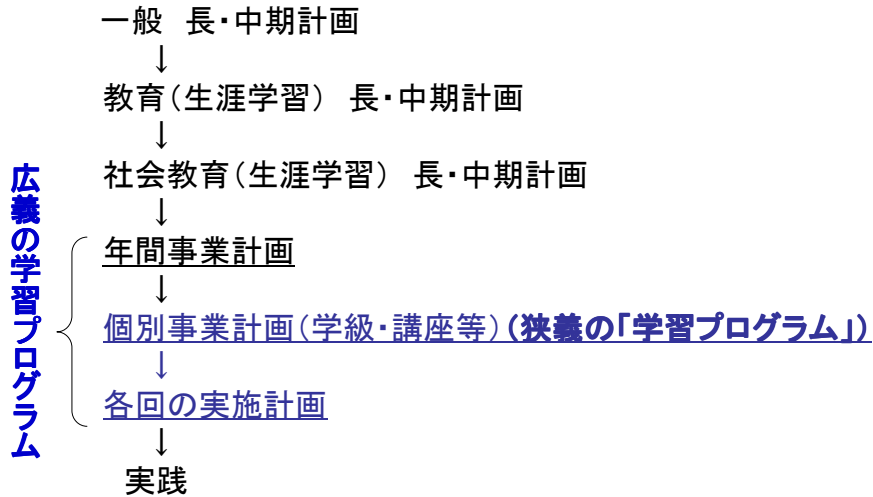 一般　長・中期計画
↓
教育（生涯学習）　長・中期計画
↓
社会教育（生涯学習）　長・中期計画
↓
広義の学習プログラム
年間事業計画
↓
個別事業計画（学級・講座等）（狭義の「学習プログラム」）
↓
各回の実施計画
↓
実践